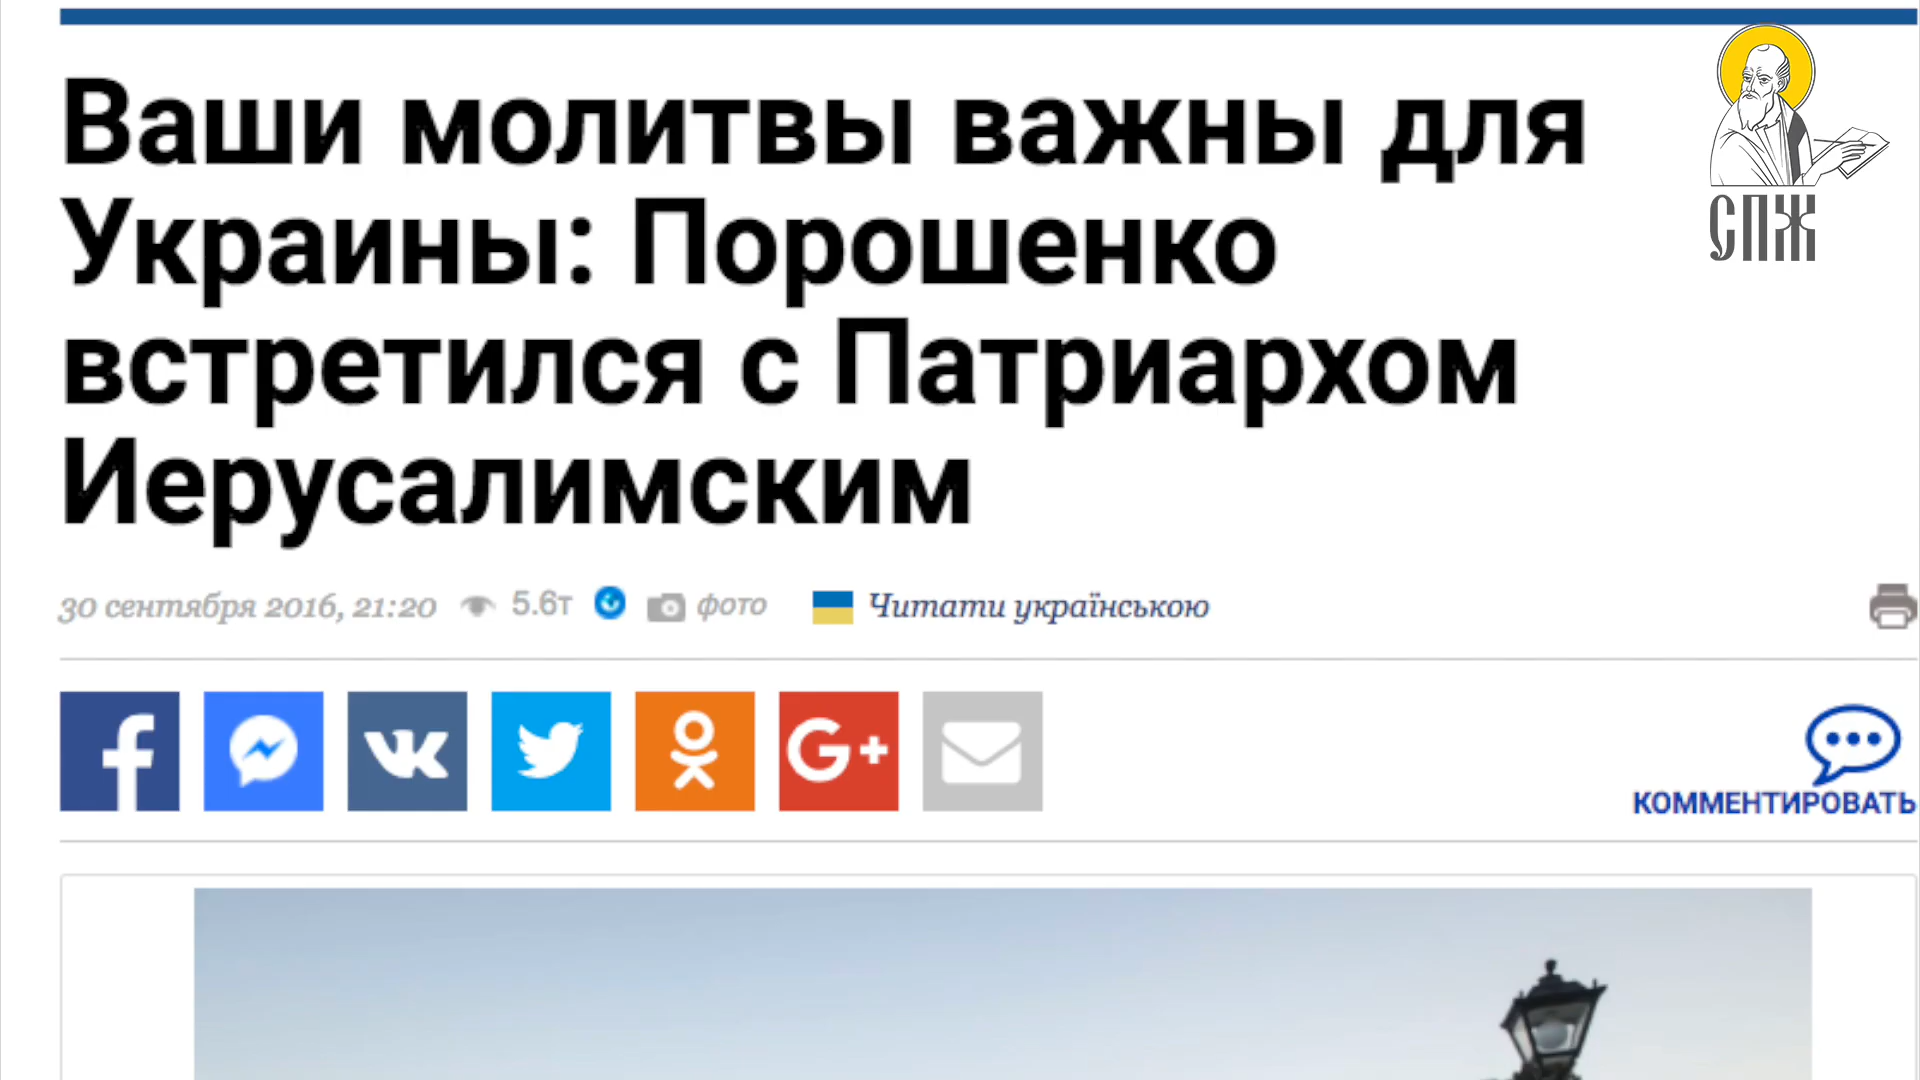 Ваши молитвы важны для
Украины: Порошенко
встретился с Патриархом
Иерусалимским
СПЖ
30 сентября 2016, 21:20 5.6т фото Читати українською
КОММЕНТИРОВАТЬ